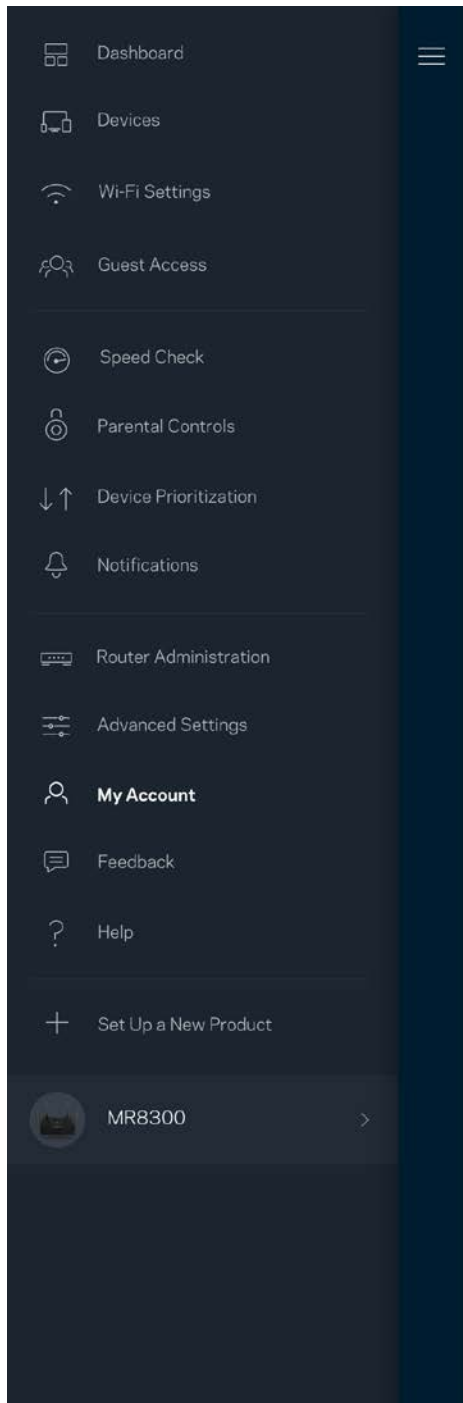 Dashboard
Devices
Wi-Fi Settings
Guest Access
Speed Check
Parental Controls
Device Prioritization
Notifications
Router Administration
Advanced Settings
My Account
Feedback
Help
Set Up a New Product
MR8300